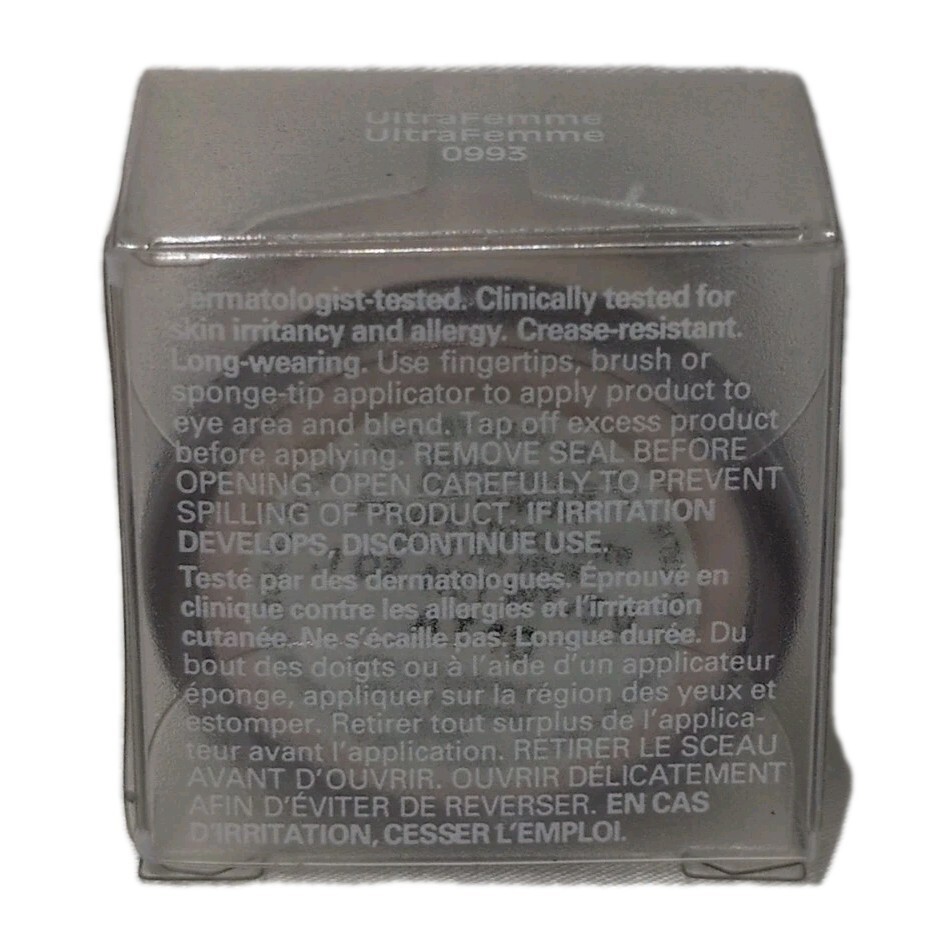 UltraFemme
UltraFemme
0993
Dermatologist-tested. Clinically tested for
skin irritancy and allergy. Crease-resistant.
Long-wearing. Use fingertips, brush or
sponge-tip applicator to apply product to
eye area and blend. Tap off excess product
before applying. REMOVE SEAL BEFORE
OPENING. OPEN CAREFULLY TO PREVENT
SPILLING OF PRODUCT. IF IRRITATION
DEVELOPS, DISCONTINUE USE.
Testé par des dermatologues. Éprouve en
clinique contre les allergies et l'irritation
cutanée. Ne s'écaille pas. Longue durée. Du
bout des doigts ou à l'aide d'un applicateur
éponge, appliquer sur la région des yeux et
estomper. Retirer tout surplus de l'applica-
teur avant l'application. RETIRER LE SCEAU
AVANT D'OUVRIR. OUVRIR DÉLICATEMENT
AFIN D'ÉVITER DE REVERSER. EN CAS
D'IRRITATION, CESSER L'EMPLOI.